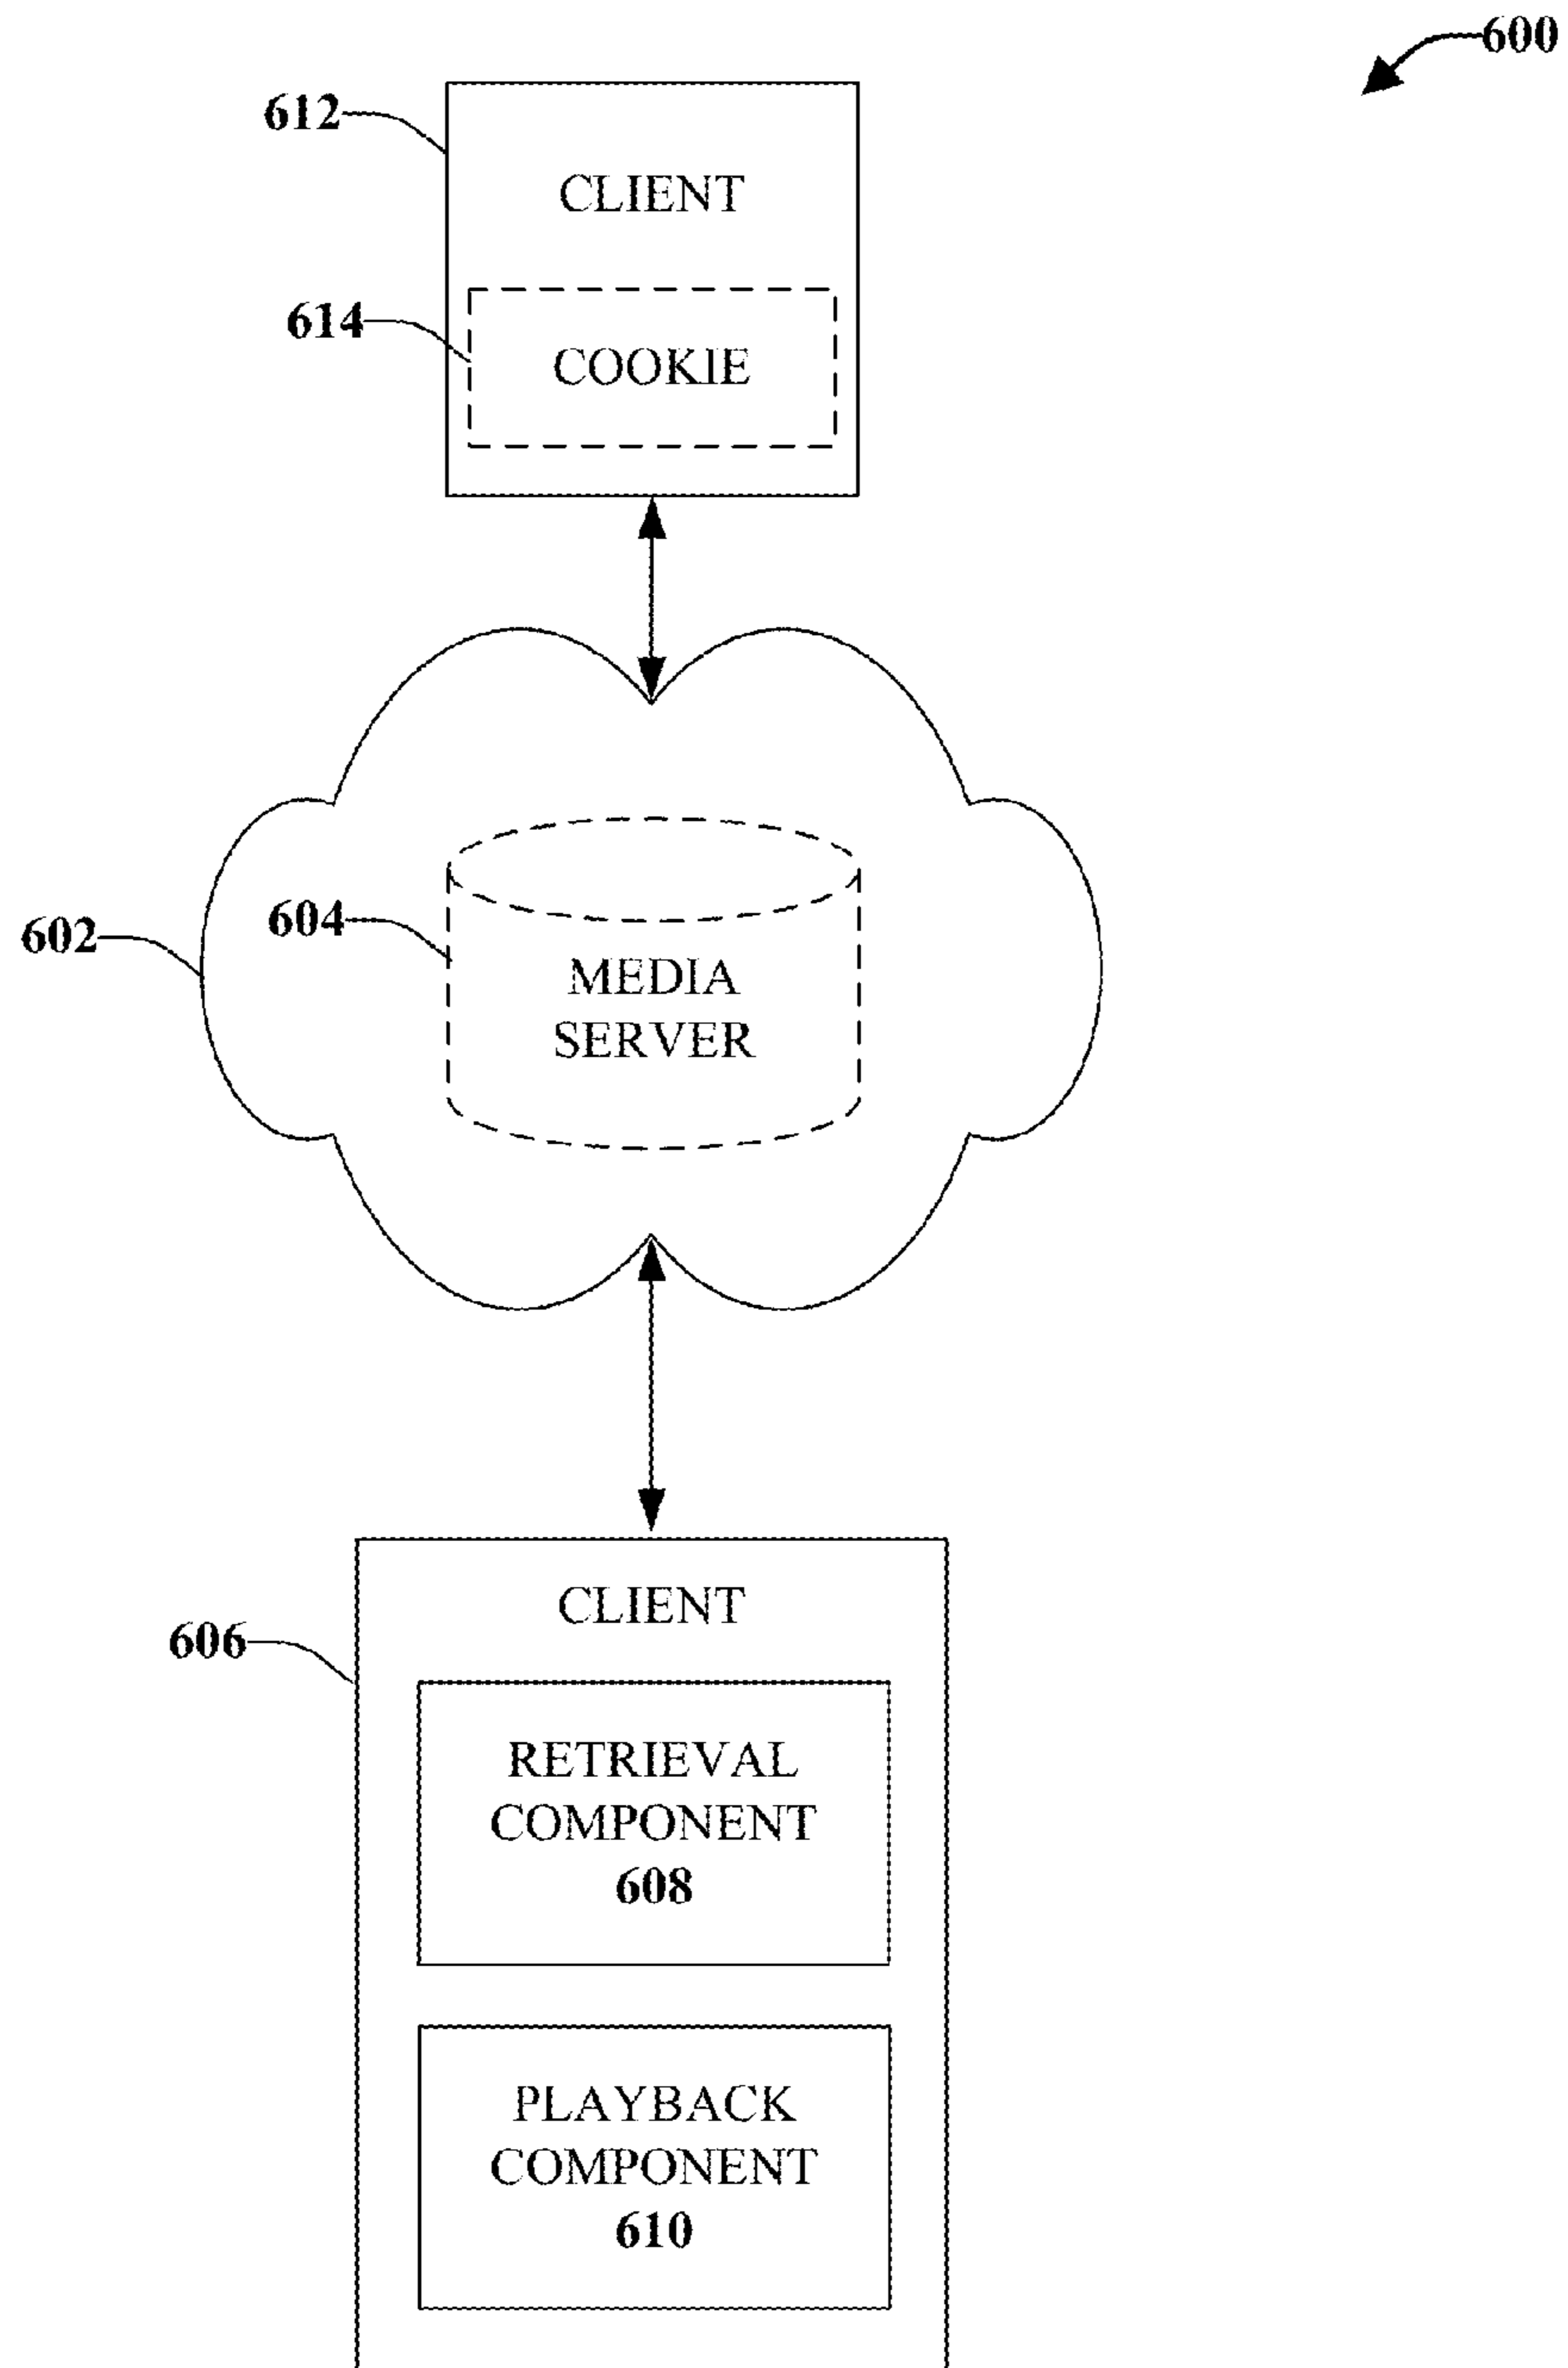 600
612
CLIENT
614
COOKIE
602
604
MEDIA
SERVER
CLIENT
606
RETRIEVAL
COMPONENT
608
PLAYBACK
COMPONENT
610